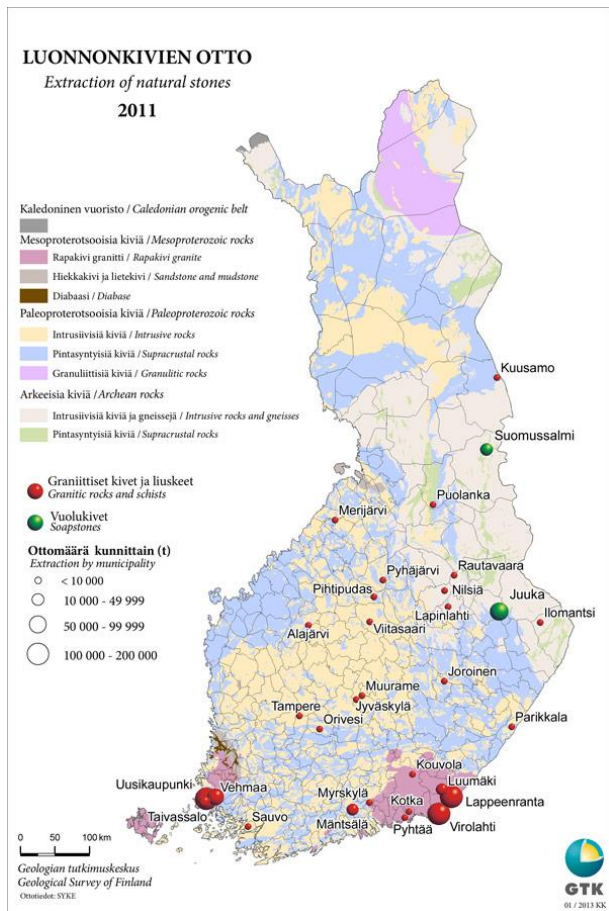 LUONNONKIVIEN OTTO
Extraction of natural stones
2011
Kaledoninen vuoristo / Caledonian orogenic belt
Mesoproterotsooisia kiviä / Mesoproterozoic rocks
Rapakivi granitti / Rapakivi granite
Hiekkakivi ja lietekivi / Sandstone and mudstone
Diabaasi / Diabase
Paleoproterotsooisia kiviä / Paleoproterozoic rocks
Intrusiivisiä kiviä / Intrusive rocks
Pintasyntyisiä kiviä / Supracrustal rocks
Granuliittisiä kiviä / Granulitic rocks
Arkeeisia kiviä / Archean rocks
Intrusiivisiä kiviä ja gneissejä / Intrusive rocks and gneisses
Pintasyntyisiä kiviä / Supracrustal rocks
Graniittiset kivet ja liuskeet
Granitic rocks and schists
Vuolukivet
Soapstones
Ottomäärä kunnittain (t)
Extraction by municipality
< 10 000
10 000 - 49 999
50 000 - 99 999
100 000 - 200 000
Kuusamo
Suomussalmi
Puolanka
Merijärvi
Pyhäjärvi
Rautavaara
Pihtipudas
Nilsiä
Juuka
Lapinlahti
Ilomantsi
Alajärvi
Viitasaari
Joroinen
Muurame
Tampere
Jyväskylä
Orivesi
Parikkala
Kouvola
Uusikaupunki
Vehmaa
Luumäki
Myrskylä
Kotka
Lappeenranta
Taivassalo
Sauvo
Mäntsälä
Pyhtää
Virolahti
0 50 100 km
Geologian tutkimuskeskus
Geological Survey of Finland
Ottotiedot: SYKE
GTK
01 / 2013 KK